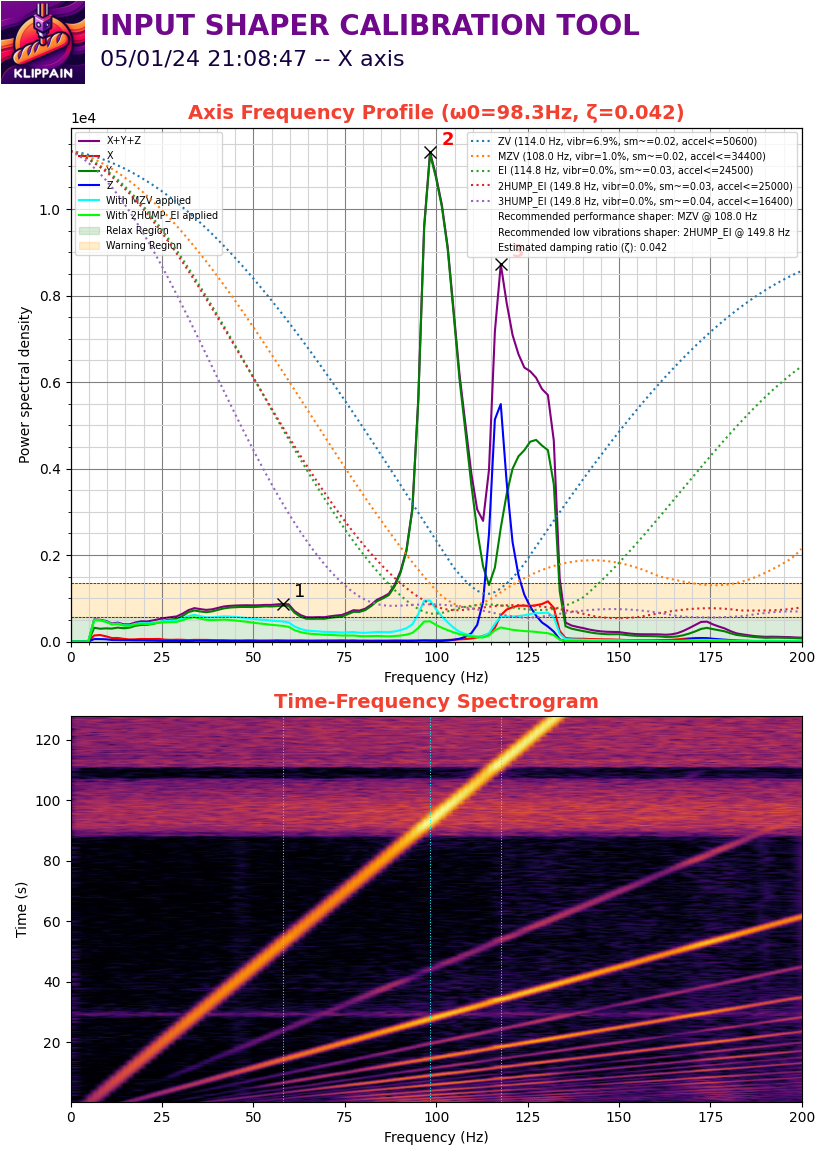 INPUT SHAPER CALIBRATION TOOL
05/01/24 21:08:47 -- X axis
KLIPPAIN
Axis Frequency Profile (ω0=98.3Hz, ζ=0.042)
1e4
X+Y+Z
X
Y
Z
With MZV applied
With 2HUMP_EI applied
Relax Region
Warning Region
ZV (114.0 Hz, vibr=6.9%, sm~=0.02, accel<=50600)
MZV (108.0 Hz, vibr=1.0%, sm~=0.02, accel<=34400)
EI (114.8 Hz, vibr=0.0%, sm~=0.03, accel<=24500)
2HUMP_EI (149.8 Hz, vibr=0.0%, sm~=0.03, accel<=25000)
3HUMP_EI (149.8 Hz, vibr=0.0%, sm~=0.04, accel<=16400)
Recommended performance shaper: MZV @ 108.0 Hz
Recommended low vibrations shaper: 2HUMP_EI @ 149.8 Hz
Estimated damping ratio (ζ): 0.042
2
3
1
Power spectral density
1.0
0.8
0.6
0.4
0.2
0.0
0 25 50 75 100 125 150 175 200
Frequency (Hz)
Time-Frequency Spectrogram
Time (s)
120
100
80
60
40
20
0 25 50 75 100 125 150 175 200
Frequency (Hz)